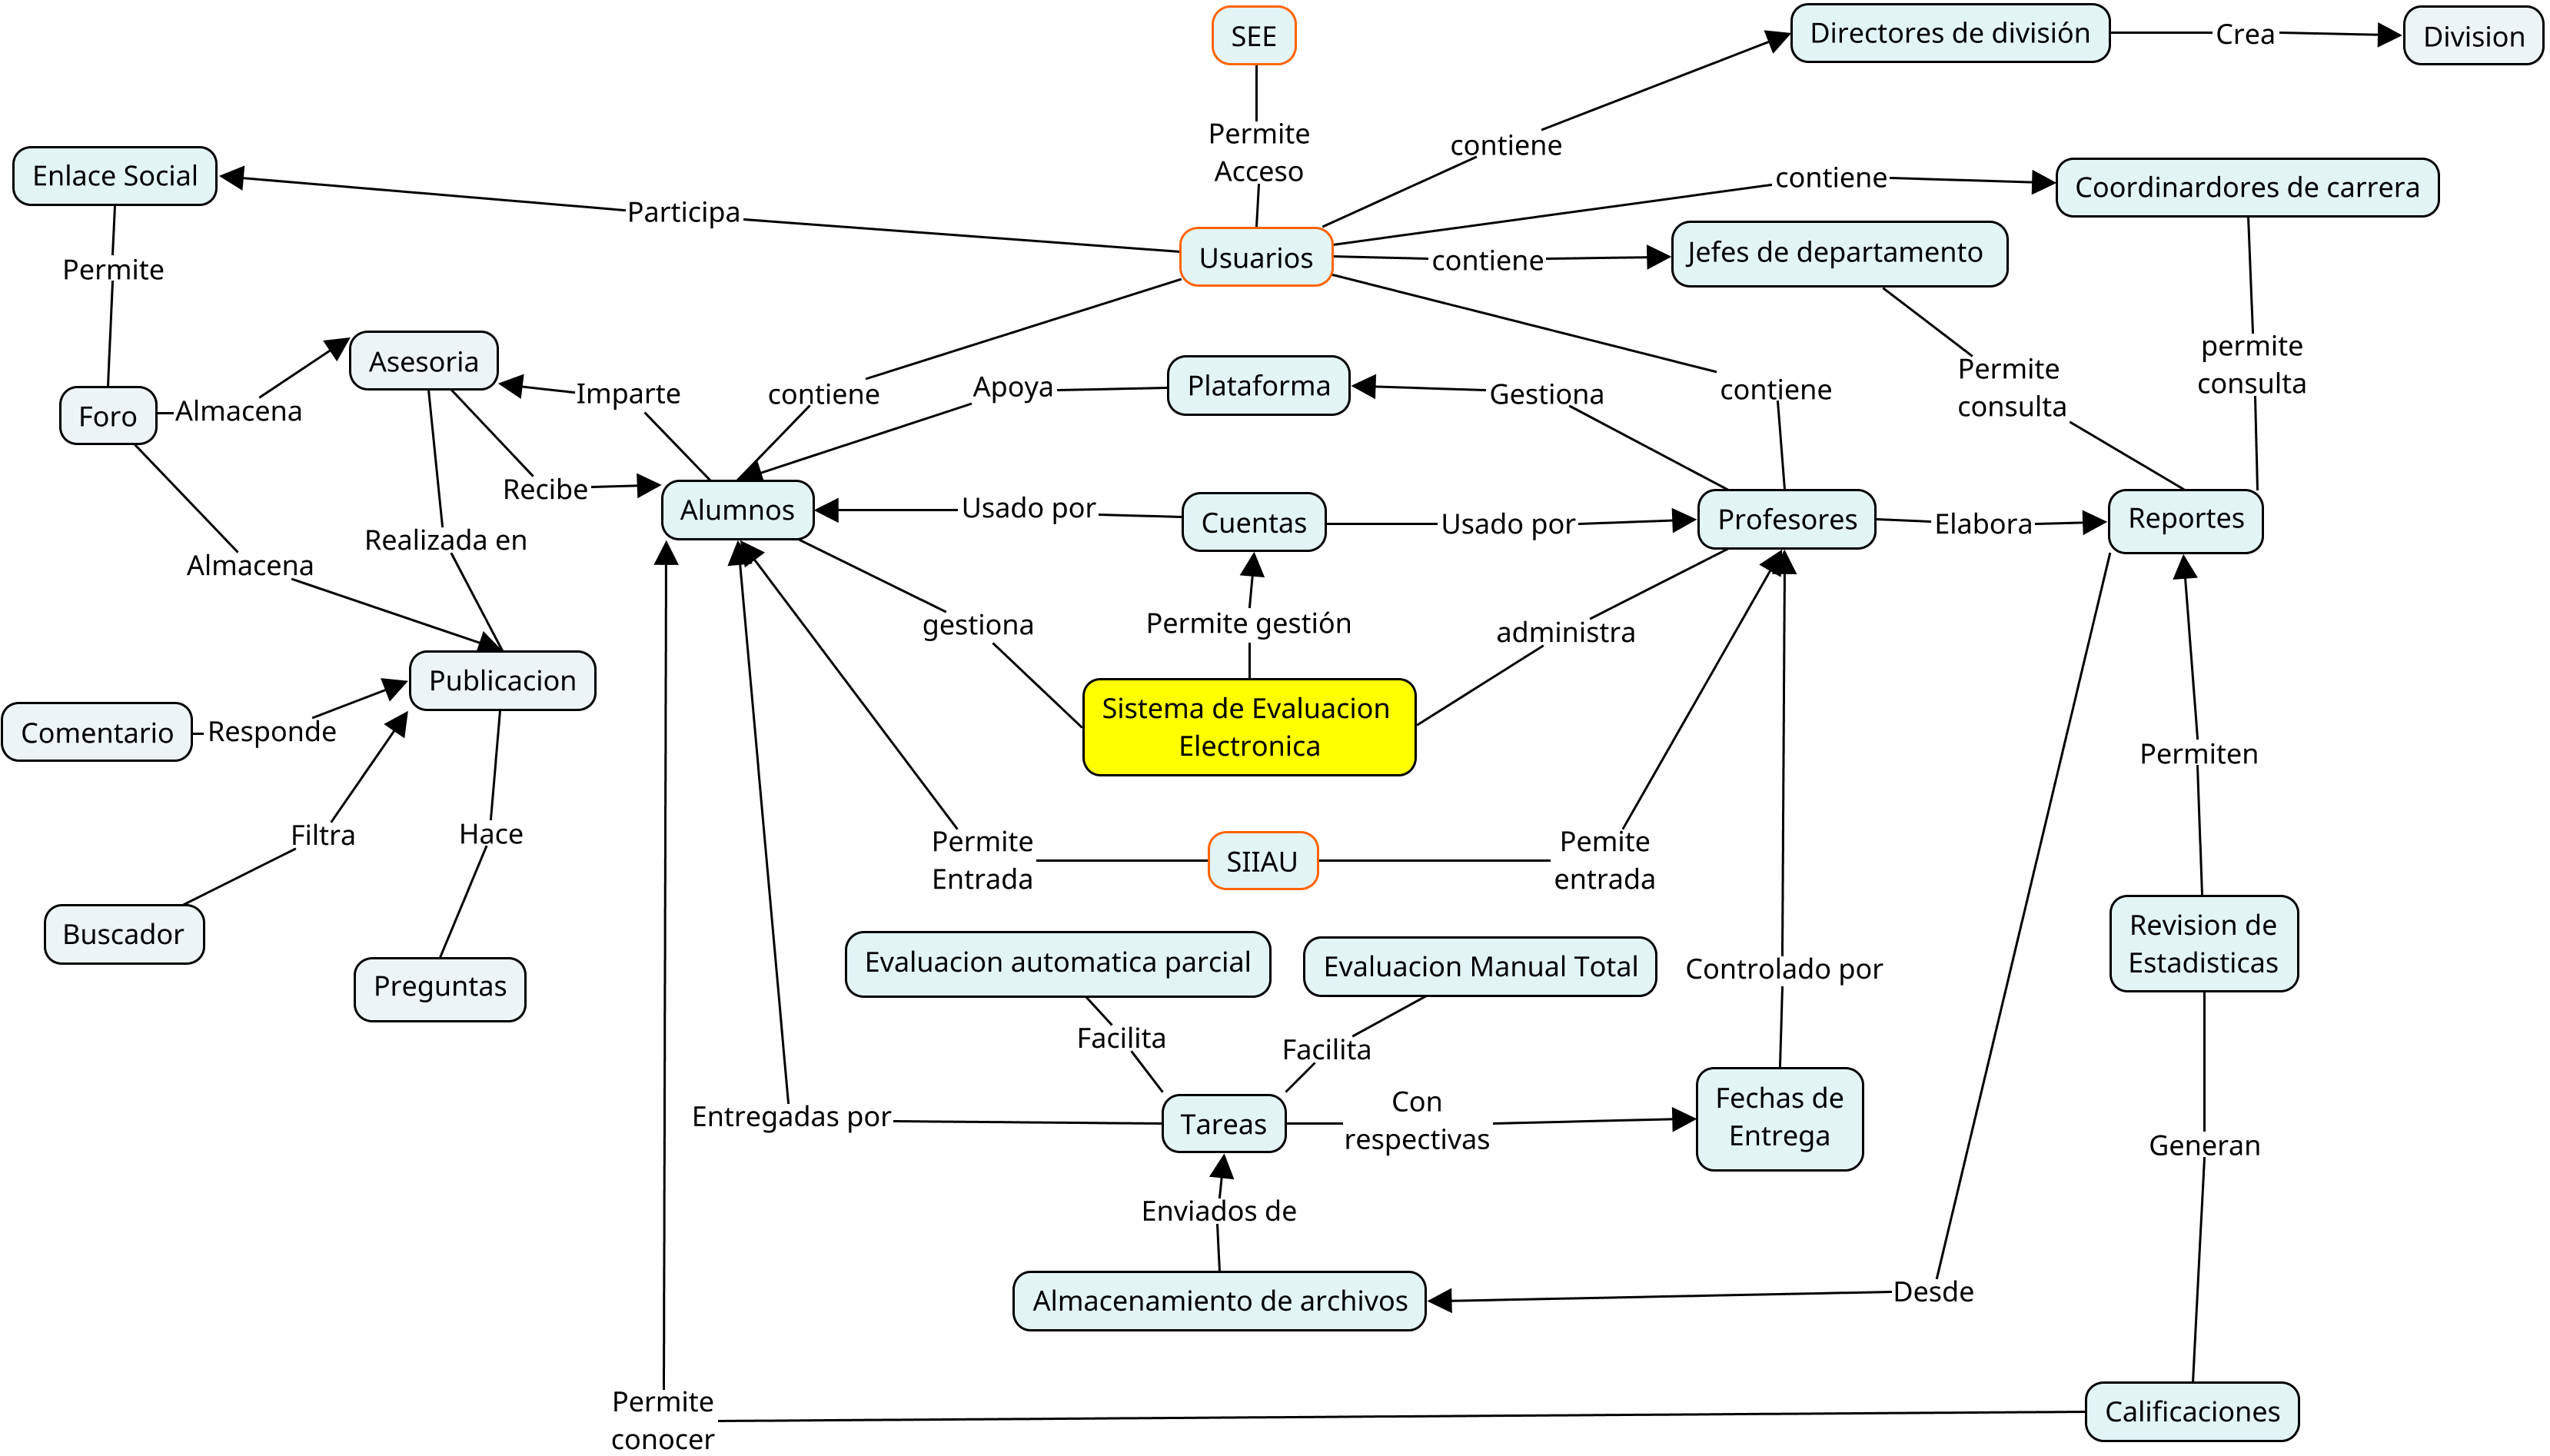 SEE
Directores de división
Crea
Division
Permite
Acceso
contiene
Enlace Social
Participa
contiene
Coordinardores de carrera
Usuarios
contiene
Jefes de departamento
Permite
Asesoria
Imparte
contiene
Apoya
Plataforma
Gestiona
contiene
Permite
consulta
permite
consulta
Foro
Almacena
Recibe
Alumnos
Usado por
Cuentas
Usado por
Profesores
Elabora
Reportes
Realizada en
Almacena
gestiona
Permite gestión
administra
Publicacion
Comentario
Responde
Sistema de Evaluacion
Electronica
Permiten
Filtra
Hace
Permite
Entrada
SIIAU
Pemite
entrada
Buscador
Preguntas
Evaluacion automatica parcial
Evaluacion Manual Total
Controlado por
Revision de
Estadisticas
Facilita
Facilita
Entregadas por
Tareas
Con
respectivas
Fechas de
Entrega
Generan
Enviados de
Almacenamiento de archivos
Desde
Permite
conocer
Calificaciones